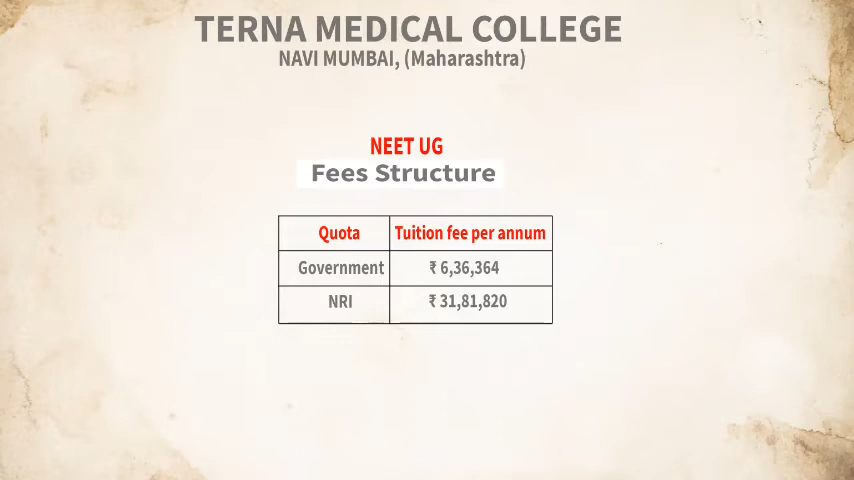 TERNA MEDICAL COLLEGE
NAVI MUMBAI, (Maharashtra)
NEET UG
Fees Structure
Quota Tuition fee per annum
Government ₹ 6,36,364
NRI ₹ 31,81,820